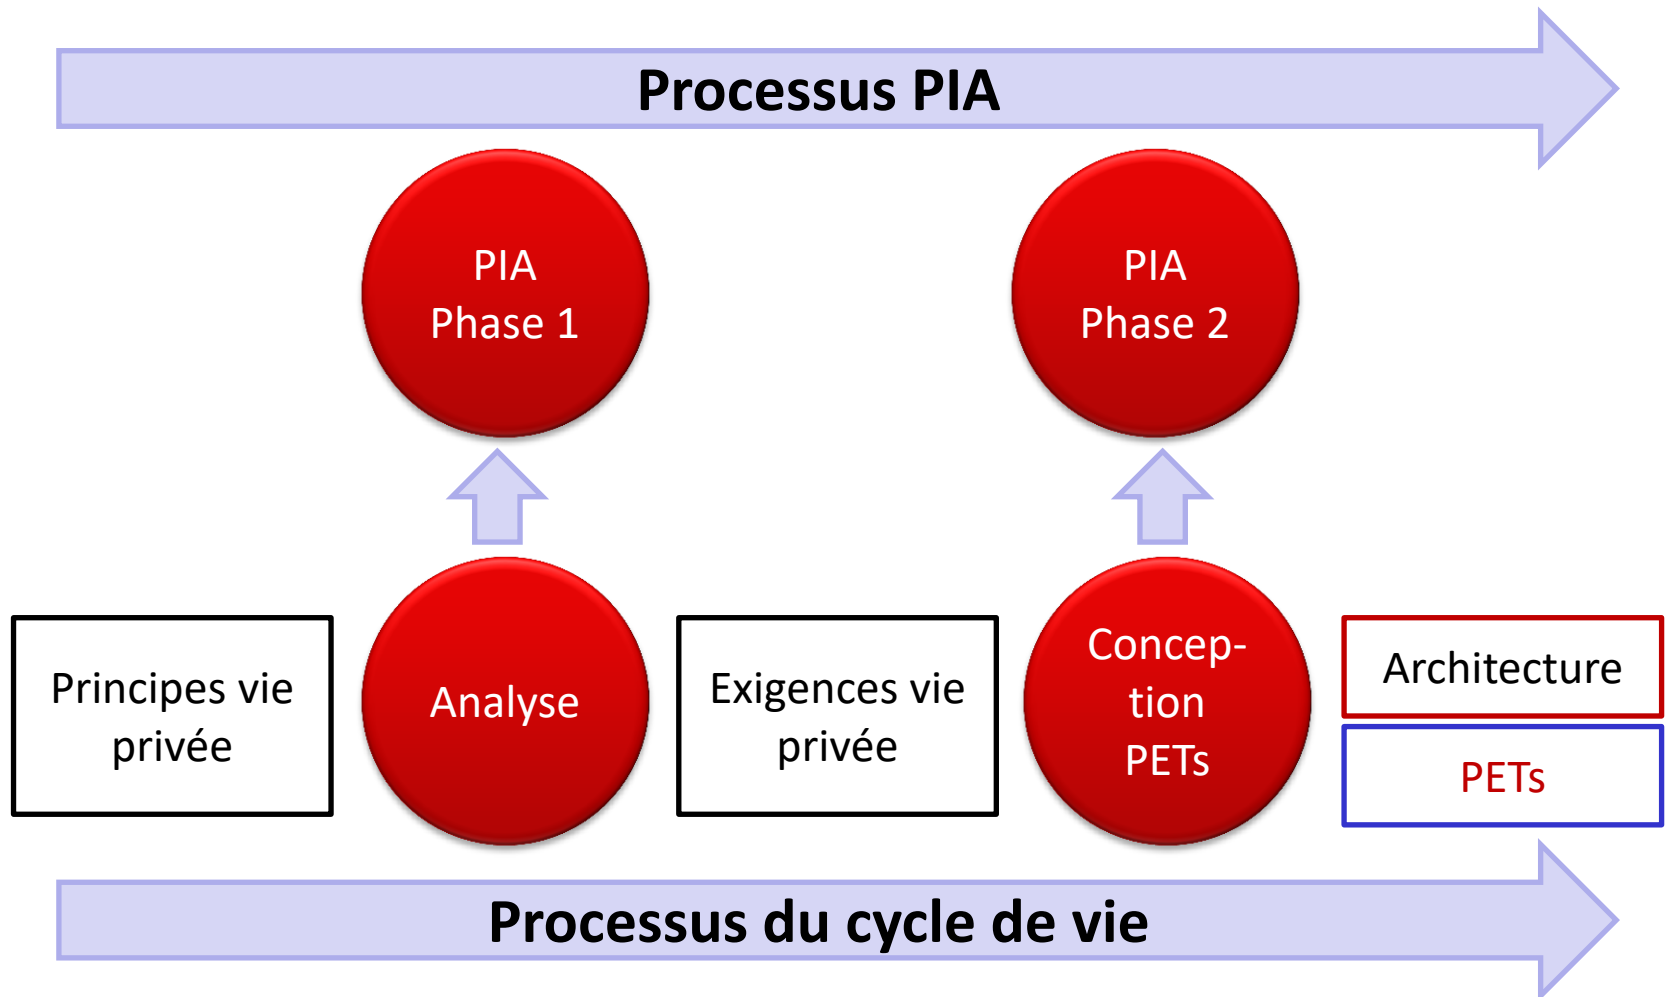 Processus PIA
PIA
Phase 1
PIA
Phase 2
Principes vie
privée
Analyse
Exigences vie
privée
Concep-
tion
PETs
Architecture
PETs
Processus du cycle de vie